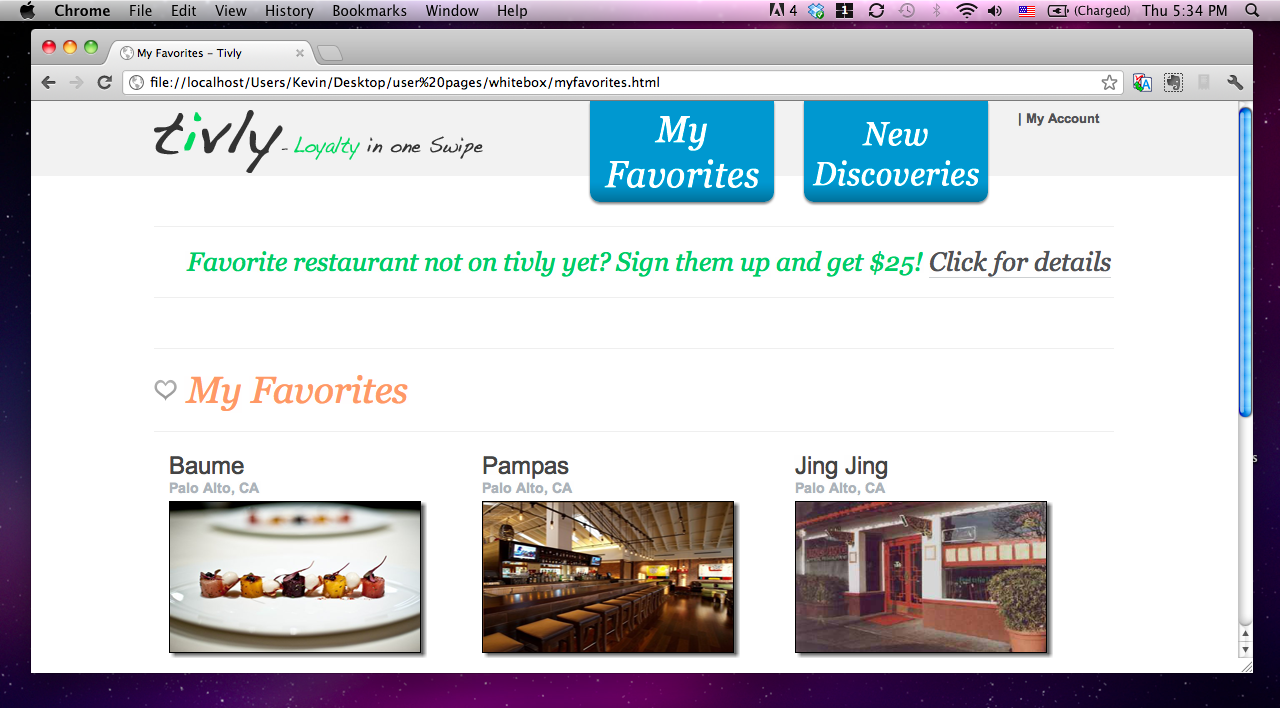 Chrome File Edit View History Bookmarks Window Help 4 1 (Charged) Thu 5:34 PM
My Favorites – Tivly
file://localhost/Users/Kevin/Desktop/user%20pages/whitebox/myfavorites.html
tivly - Loyalty in one Swipe
My Favorites
New Discoveries
| My Account
Favorite restaurant not on tivly yet? Sign them up and get $25! Click for details
My Favorites
Baume
Palo Alto, CA
Pampas
Palo Alto, CA
Jing Jing
Palo Alto, CA